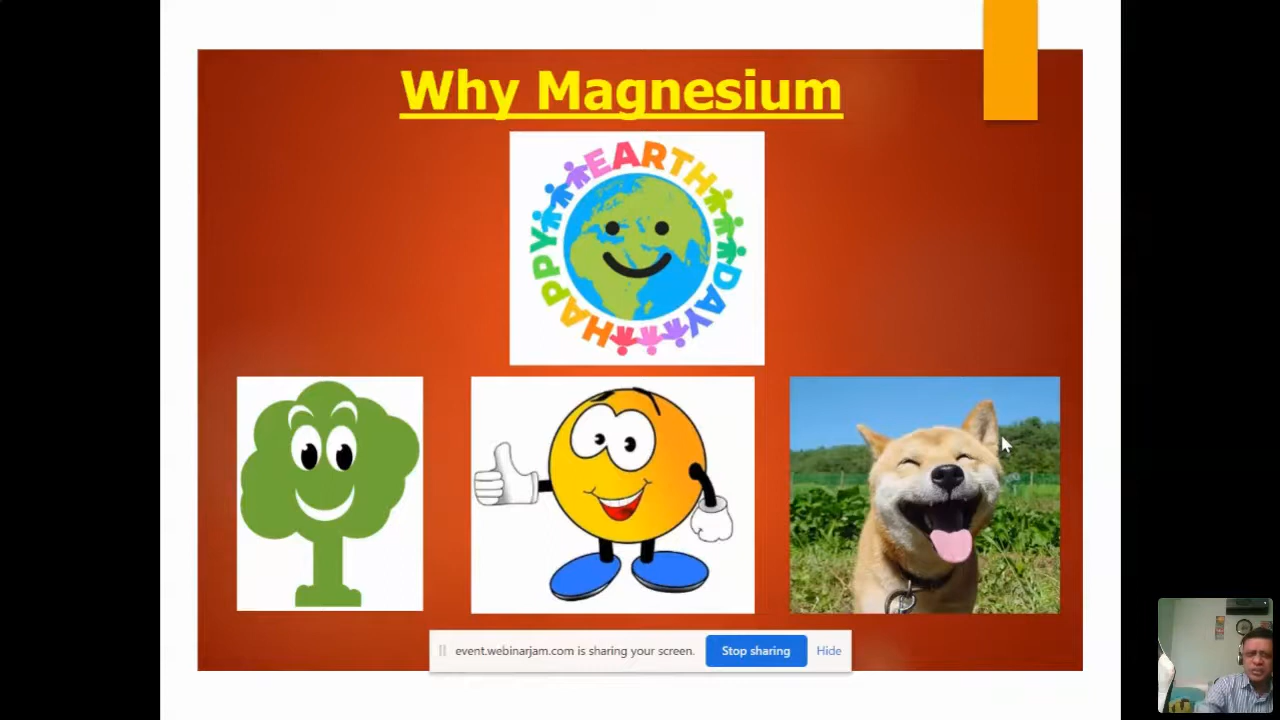 Why Magnesium
HAPPY EARTH DAY
event.webinarjam.com is sharing your screen.
Stop sharing
Hide